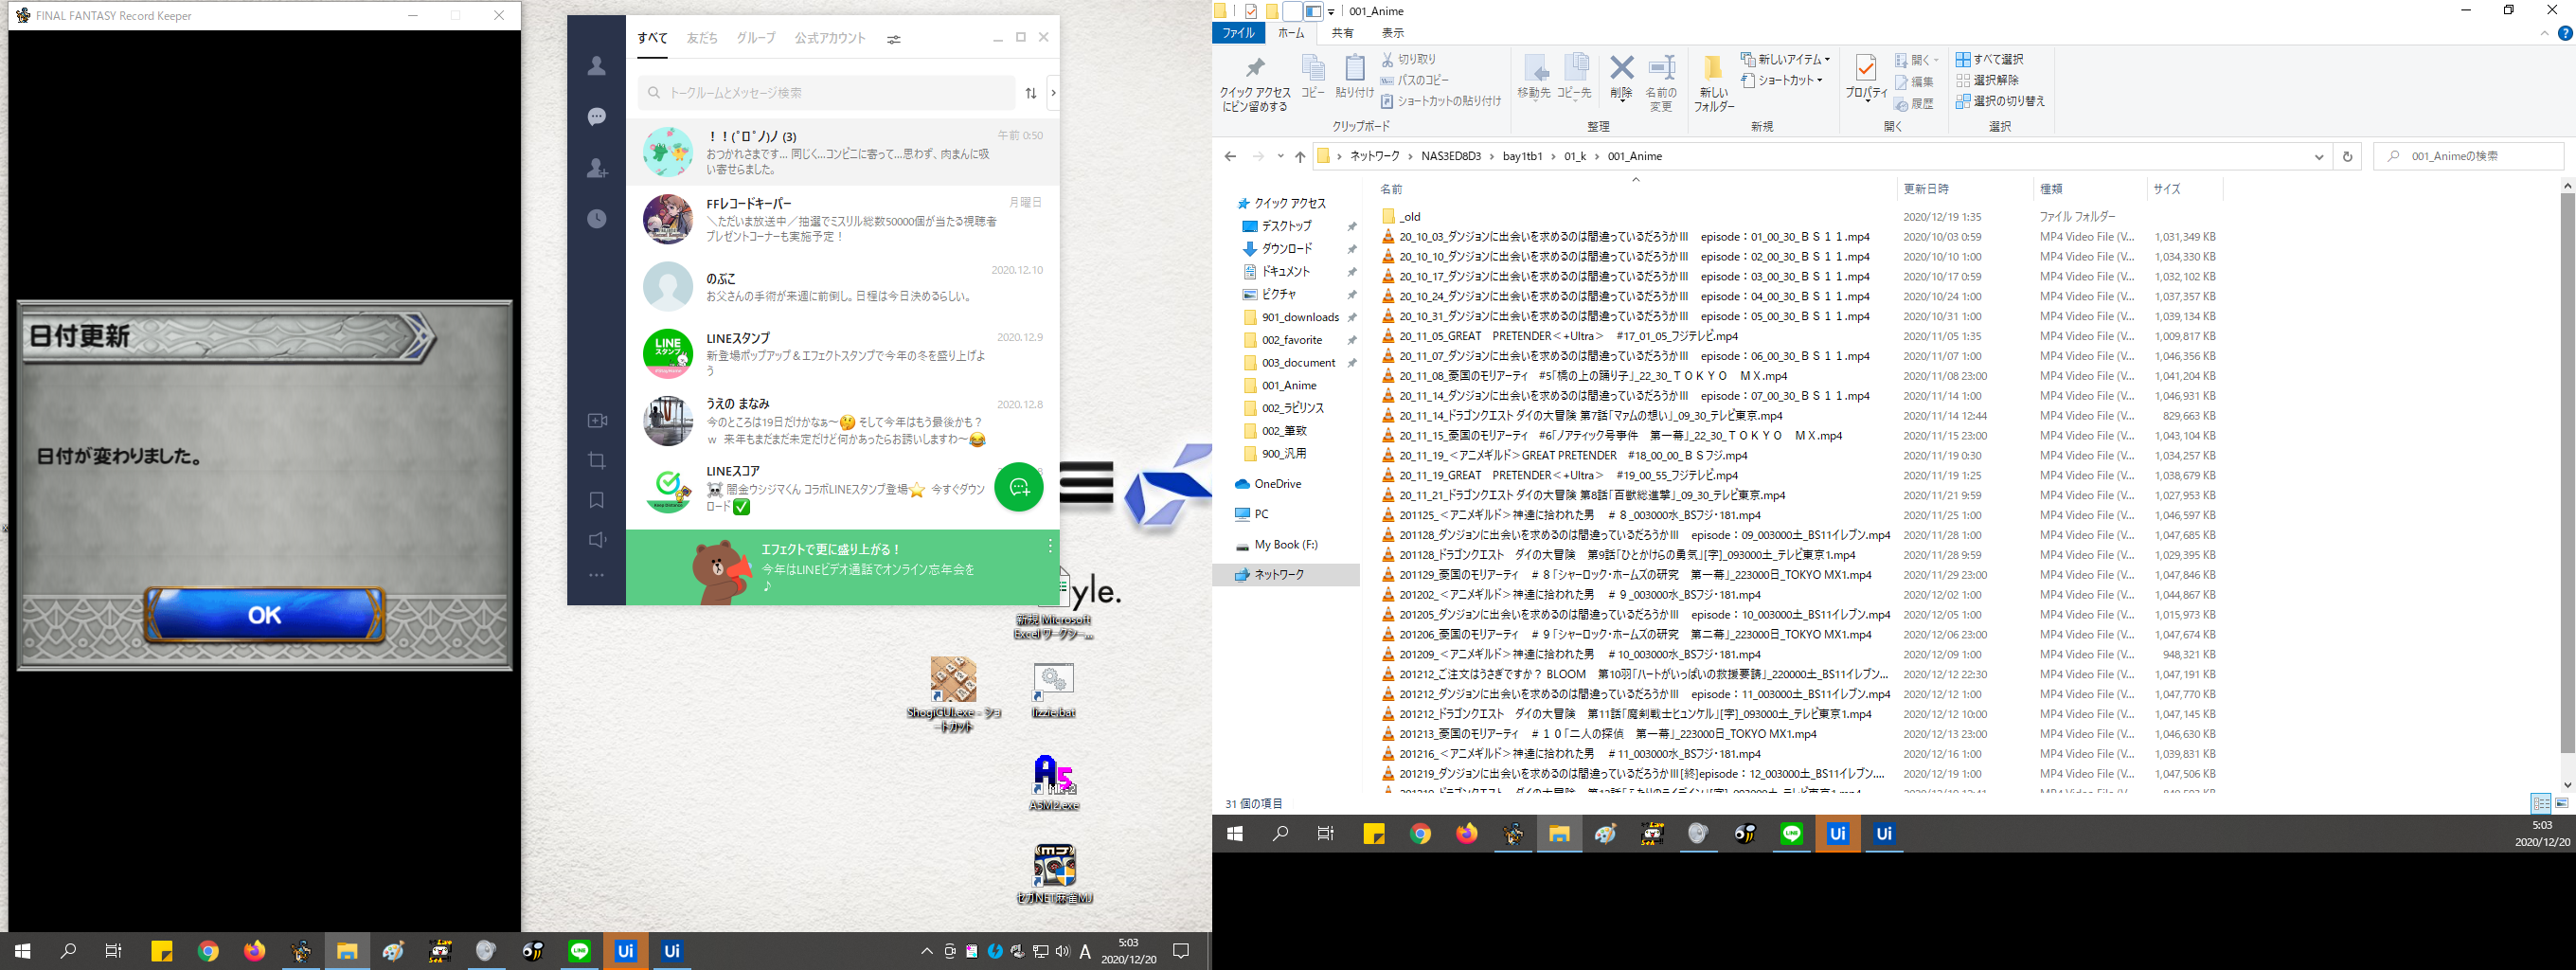 FINAL FANTASY Record Keeper
日付更新
日付が変わりました。
OK
すべて
友だち
グループ
公式アカウント
トークルームとメッセージ検索
！！(ﾟロﾟノ)ノ (3)
午前 0:50
おつかれさまです... 同じく...コンビニに寄って...思わず、肉まんに吸
い寄せらました。
FFレコードキーパー
月曜日
＼ただいま放送中／抽選でミスリル総数50000個が当たる視聴者
プレゼントコーナーも実施予定！
のぶこ
2020.12.10
お父さんの手術が来週に前倒し。日程は今日決めるらしい。
LINEスタンプ
2020.12.9
新登場ポップアップ＆エフェクトスタンプで今年の冬を盛り上げよ
う
うえの まなみ
2020.12.8
今のところは19日だけかなぁ〜🤔 そして今年はもう最後かも？
w 来年もまだまだ未定だけど何かあったらお誘いしますわ〜😂
LINEスコア
☠ 闇金ウシジマくん コラボLINEスタンプ登場⭐ 今すぐダウン
ロード ✅
エフェクトで更に盛り上がる！
今年はLINEビデオ通話でオンライン忘年会を
♪
yle.
新規 Microsoft
Excel ワークシー...
ShogiGUI.exe - ショ
ートカット
lizzie.bat
A5
ASM2.exe
MJ
セガNET麻雀MJ
Ui
Ui
A
5:03
2020/12/20
001_Anime
ファイル
ホーム
共有
表示
クイック アクセス
にピン留めする
コピー
貼り付け
切り取り
パスのコピー
ショートカットの貼り付け
クリップボード
移動先
コピー先
削除
名前の
変更
整理
新しい
フォルダー
新しいアイテム
ショートカット
新規
プロパティ
開く
編集
履歴
開く
すべて選択
選択解除
選択の切り替え
選択
ネットワーク › NAS3ED8D3 › bay1tb1 › 01_k › 001_Anime
001_Animeの検索
クイック アクセス
デスクトップ
ダウンロード
ドキュメント
ピクチャ
901_downloads
002_favorite
003_document
001_Anime
002_ラビリンス
002_筆致
900_汎用
OneDrive
PC
My Book (F:)
ネットワーク
名前 更新日時 種類 サイズ
_old 2020/12/19 1:35 ファイル フォルダー
20_10_03_ダンジョンに出会いを求めるのは間違っているだろうかⅢ　episode：01_00_30_ＢＳ１１.mp4 2020/10/03 0:59 MP4 Video File (V... 1,031,349 KB
20_10_10_ダンジョンに出会いを求めるのは間違っているだろうかⅢ　episode：02_00_30_ＢＳ１１.mp4 2020/10/10 1:00 MP4 Video File (V... 1,034,330 KB
20_10_17_ダンジョンに出会いを求めるのは間違っているだろうかⅢ　episode：03_00_30_ＢＳ１１.mp4 2020/10/17 0:59 MP4 Video File (V... 1,032,102 KB
20_10_24_ダンジョンに出会いを求めるのは間違っているだろうかⅢ　episode：04_00_30_ＢＳ１１.mp4 2020/10/24 1:00 MP4 Video File (V... 1,037,357 KB
20_10_31_ダンジョンに出会いを求めるのは間違っているだろうかⅢ　episode：05_00_30_ＢＳ１１.mp4 2020/10/31 1:00 MP4 Video File (V... 1,039,134 KB
20_11_05_GREAT　PRETENDER＜+Ultra＞　#17_01_05_フジテレビ.mp4 2020/11/05 1:35 MP4 Video File (V... 1,009,817 KB
20_11_07_ダンジョンに出会いを求めるのは間違っているだろうかⅢ　episode：06_00_30_ＢＳ１１.mp4 2020/11/07 1:00 MP4 Video File (V... 1,046,356 KB
20_11_08_憂国のモリアーティ　#5「橋の上の踊り子」_22_30_ＴＯＫＹＯ　ＭＸ.mp4 2020/11/08 23:00 MP4 Video File (V... 1,041,204 KB
20_11_14_ダンジョンに出会いを求めるのは間違っているだろうかⅢ　episode：07_00_30_ＢＳ１１.mp4 2020/11/14 1:00 MP4 Video File (V... 1,046,931 KB
20_11_14_ドラゴンクエスト ダイの大冒険 第7話「マァムの想い」_09_30_テレビ東京.mp4 2020/11/14 12:44 MP4 Video File (V... 829,663 KB
20_11_15_憂国のモリアーティ　#6「ノアティック号事件　第一幕」_22_30_ＴＯＫＹＯ　ＭＸ.mp4 2020/11/15 23:00 MP4 Video File (V... 1,043,104 KB
20_11_19_＜アニメギルド＞GREAT PRETENDER　#18_00_00_ＢＳフジ.mp4 2020/11/19 0:30 MP4 Video File (V... 1,034,257 KB
20_11_19_GREAT　PRETENDER＜+Ultra＞　#19_00_55_フジテレビ.mp4 2020/11/19 1:25 MP4 Video File (V... 1,038,679 KB
20_11_21_ドラゴンクエスト ダイの大冒険 第8話「百獣総進撃」_09_30_テレビ東京.mp4 2020/11/21 9:59 MP4 Video File (V... 1,027,953 KB
201125_＜アニメギルド＞神達に拾われた男　＃８_003000水_BSフジ・181.mp4 2020/11/25 1:00 MP4 Video File (V... 1,046,597 KB
201128_ダンジョンに出会いを求めるのは間違っているだろうかⅢ　episode：09_003000土_BS11イレブン.mp4 2020/11/28 1:00 MP4 Video File (V... 1,047,685 KB
201128_ドラゴンクエスト　ダイの大冒険　第9話「ひとかけらの勇気」[字]_093000土_テレビ東京1.mp4 2020/11/28 9:59 MP4 Video File (V... 1,029,395 KB
201129_憂国のモリアーティ　＃８「シャーロック・ホームズの研究　第一幕」_223000日_TOKYO MX1.mp4 2020/11/29 23:00 MP4 Video File (V... 1,047,846 KB
201202_＜アニメギルド＞神達に拾われた男　＃９_003000水_BSフジ・181.mp4 2020/12/02 1:00 MP4 Video File (V... 1,044,867 KB
201205_ダンジョンに出会いを求めるのは間違っているだろうかⅢ　episode：10_003000土_BS11イレブン.mp4 2020/12/05 1:00 MP4 Video File (V... 1,015,973 KB
201206_憂国のモリアーティ　＃９「シャーロック・ホームズの研究　第二幕」_223000日_TOKYO MX1.mp4 2020/12/06 23:00 MP4 Video File (V... 1,047,674 KB
201209_＜アニメギルド＞神達に拾われた男　＃10_003000水_BSフジ・181.mp4 2020/12/09 1:00 MP4 Video File (V... 948,321 KB
201212_ご注文はうさぎですか？ BLOOM　第10羽「ハートがいっぱいの救援要請」_220000土_BS11イレブン... 2020/12/12 22:30 MP4 Video File (V... 1,047,191 KB
201212_ダンジョンに出会いを求めるのは間違っているだろうかⅢ　episode：11_003000土_BS11イレブン.mp4 2020/12/12 1:00 MP4 Video File (V... 1,047,770 KB
201212_ドラゴンクエスト　ダイの大冒険　第11話「魔剣戦士ヒュンケル」[字]_093000土_テレビ東京1.mp4 2020/12/12 10:00 MP4 Video File (V... 1,047,145 KB
201213_憂国のモリアーティ　＃１０「二人の探偵　第一幕」_223000日_TOKYO MX1.mp4 2020/12/13 23:00 MP4 Video File (V... 1,046,630 KB
201216_＜アニメギルド＞神達に拾われた男　＃11_003000水_BSフジ・181.mp4 2020/12/16 1:00 MP4 Video File (V... 1,039,831 KB
201219_ダンジョンに出会いを求めるのは間違っているだろうかⅢ[終]episode：12_003000土_BS11イレブン.... 2020/12/19 1:00 MP4 Video File (V... 1,047,506 KB
31 個の項目
Ui
Ui
5:03
2020/12/20